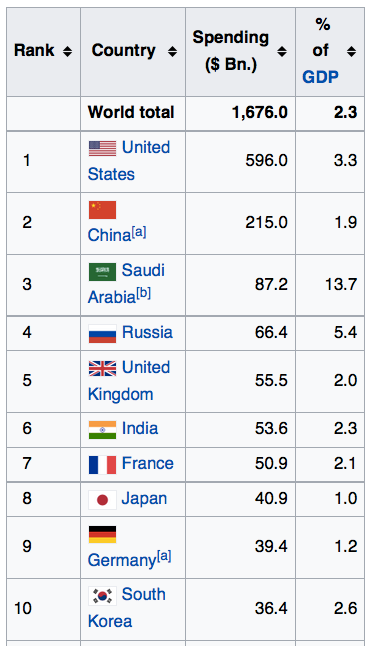 Rank Country Spending ($ Bn.) % of GDP
World total 1,676.0 2.3
1 United States 596.0 3.3
2 China[a] 215.0 1.9
3 Saudi Arabia[b] 87.2 13.7
4 Russia 66.4 5.4
5 United Kingdom 55.5 2.0
6 India 53.6 2.3
7 France 50.9 2.1
8 Japan 40.9 1.0
9 Germany[a] 39.4 1.2
10 South Korea 36.4 2.6